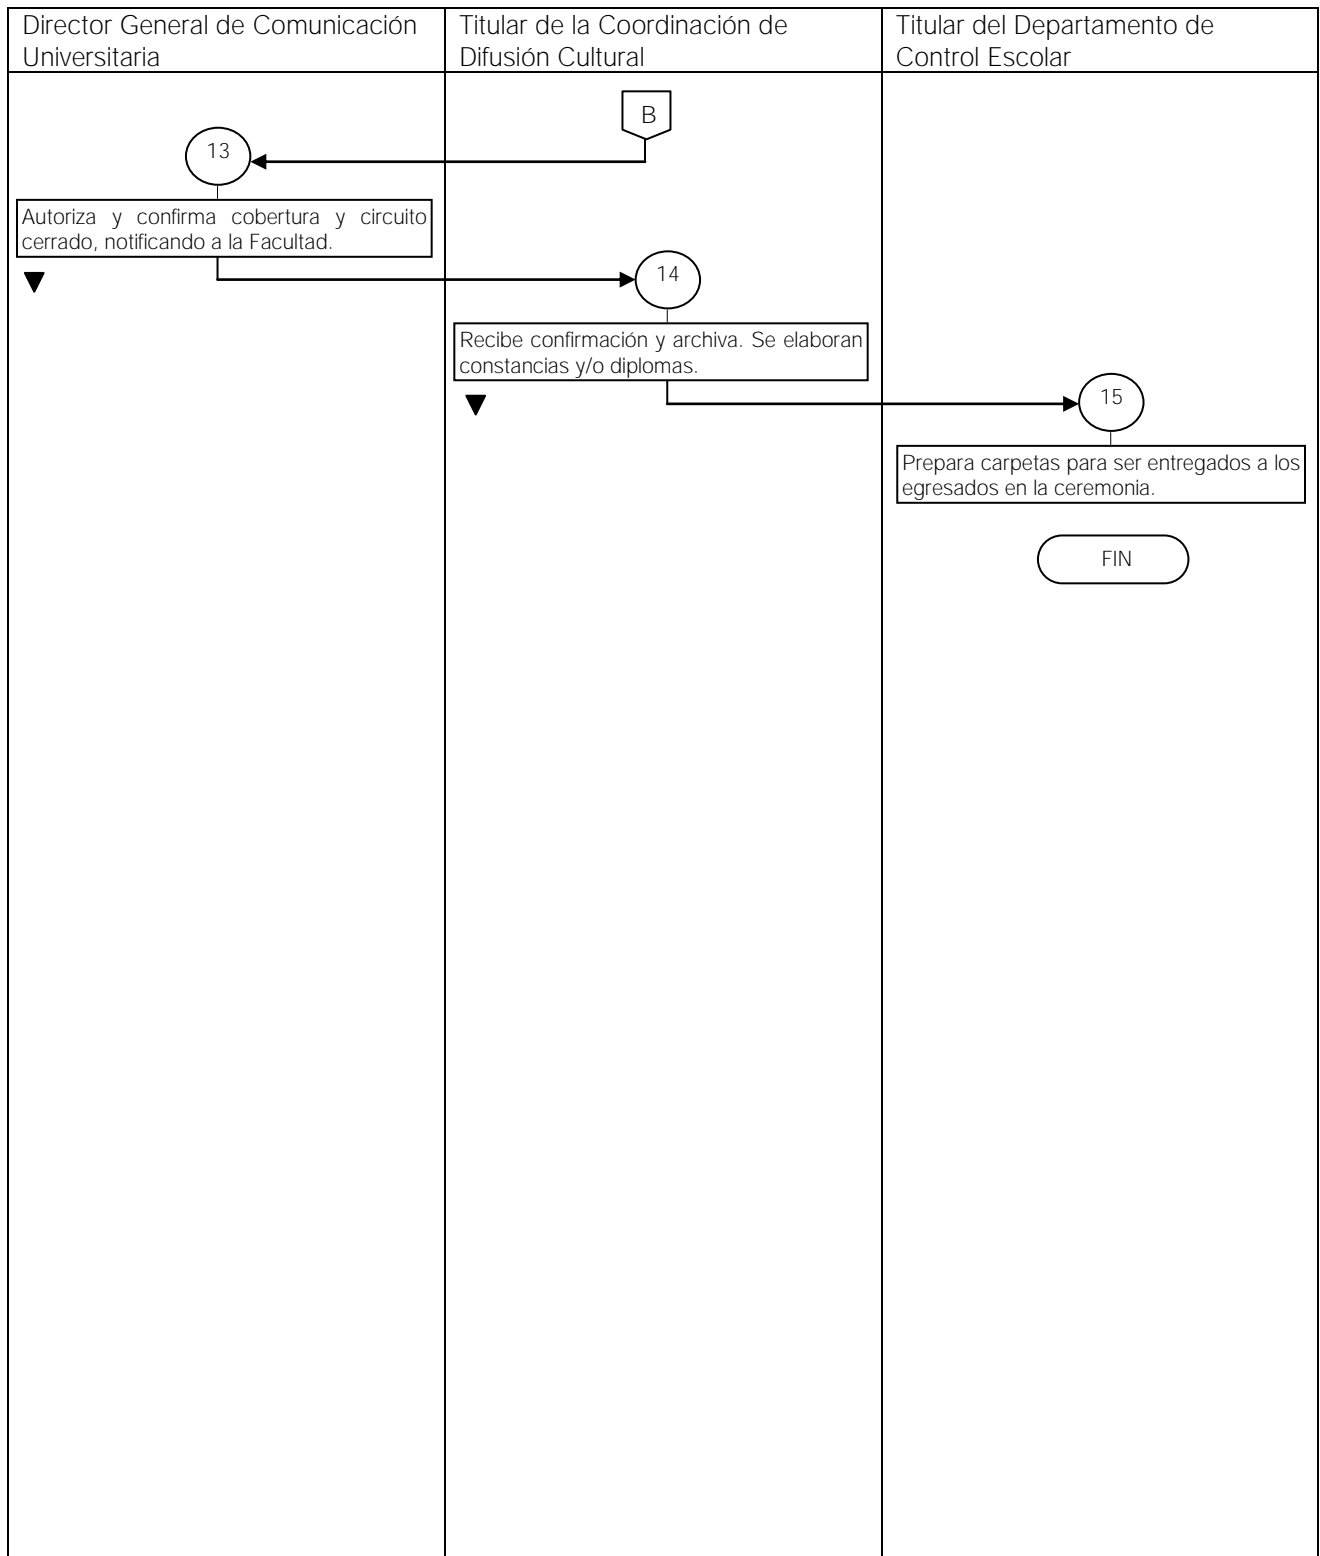 Director General de Comunicación
Universitaria
Titular de la Coordinación de
Difusión Cultural
Titular del Departamento de
Control Escolar
B
13
Autoriza y confirma cobertura y circuito
cerrado, notificando a la Facultad.
14
Recibe confirmación y archiva. Se elaboran
constancias y/o diplomas.
15
Prepara carpetas para ser entregados a los
egresados en la ceremonia.
FIN